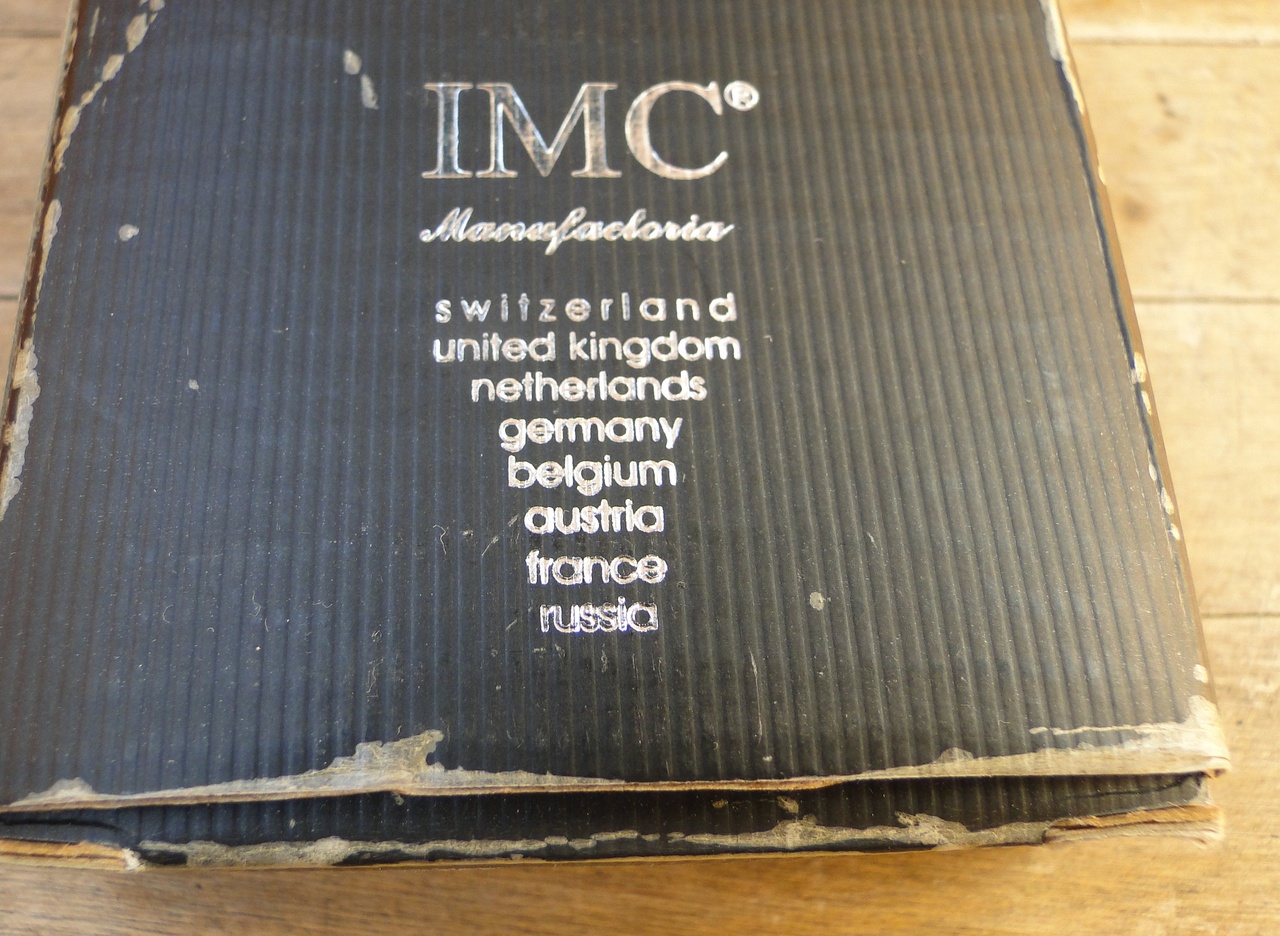 IMC®
Manufactoria
switzerland
united kingdom
netherlands
germany
belgium
austria
france
russia